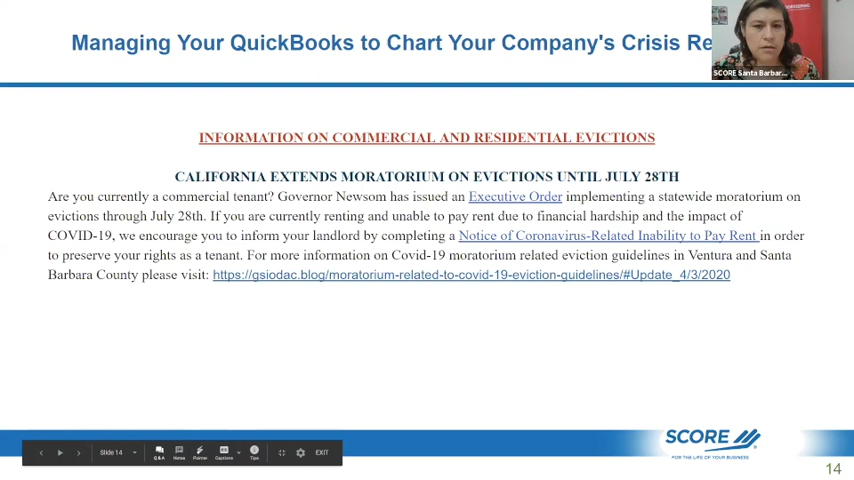 Managing Your QuickBooks to Chart Your Company's Crisis Re
SCORE Santa Barbar...
INFORMATION ON COMMERCIAL AND RESIDENTIAL EVICTIONS
CALIFORNIA EXTENDS MORATORIUM ON EVICTIONS UNTIL JULY 28TH
Are you currently a commercial tenant? Governor Newsom has issued an Executive Order implementing a statewide moratorium on
evictions through July 28th. If you are currently renting and unable to pay rent due to financial hardship and the impact of
COVID-19, we encourage you to inform your landlord by completing a Notice of Coronavirus-Related Inability to Pay Rent in order
to preserve your rights as a tenant. For more information on Covid-19 moratorium related eviction guidelines in Ventura and Santa
Barbara County please visit: https://gsiodac.blog/moratorium-related-to-covid-19-eviction-guidelines/#Update_4/3/2020
SCORE
FOR THE LIFE OF YOUR BUSINESS
Slide 14
Q & A Notes Pointer Captions Tips EXIT
14